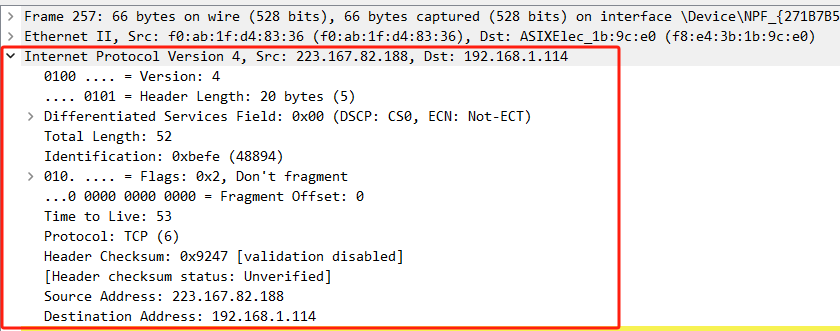 Frame 257: 66 bytes on wire (528 bits), 66 bytes captured (528 bits) on interface \Device\NPF_{271B7B5
Ethernet II, Src: f0:ab:1f:d4:83:36 (f0:ab:1f:d4:83:36), Dst: ASIXElec_1b:9c:e0 (f8:e4:3b:1b:9c:e0)
Internet Protocol Version 4, Src: 223.167.82.188, Dst: 192.168.1.114
0100 .... = Version: 4
.... 0101 = Header Length: 20 bytes (5)
Differentiated Services Field: 0x00 (DSCP: CS0, ECN: Not-ECT)
Total Length: 52
Identification: 0xbefe (48894)
010. .... = Flags: 0x2, Don't fragment
...0 0000 0000 0000 = Fragment Offset: 0
Time to Live: 53
Protocol: TCP (6)
Header Checksum: 0x9247 [validation disabled]
[Header checksum status: Unverified]
Source Address: 223.167.82.188
Destination Address: 192.168.1.114